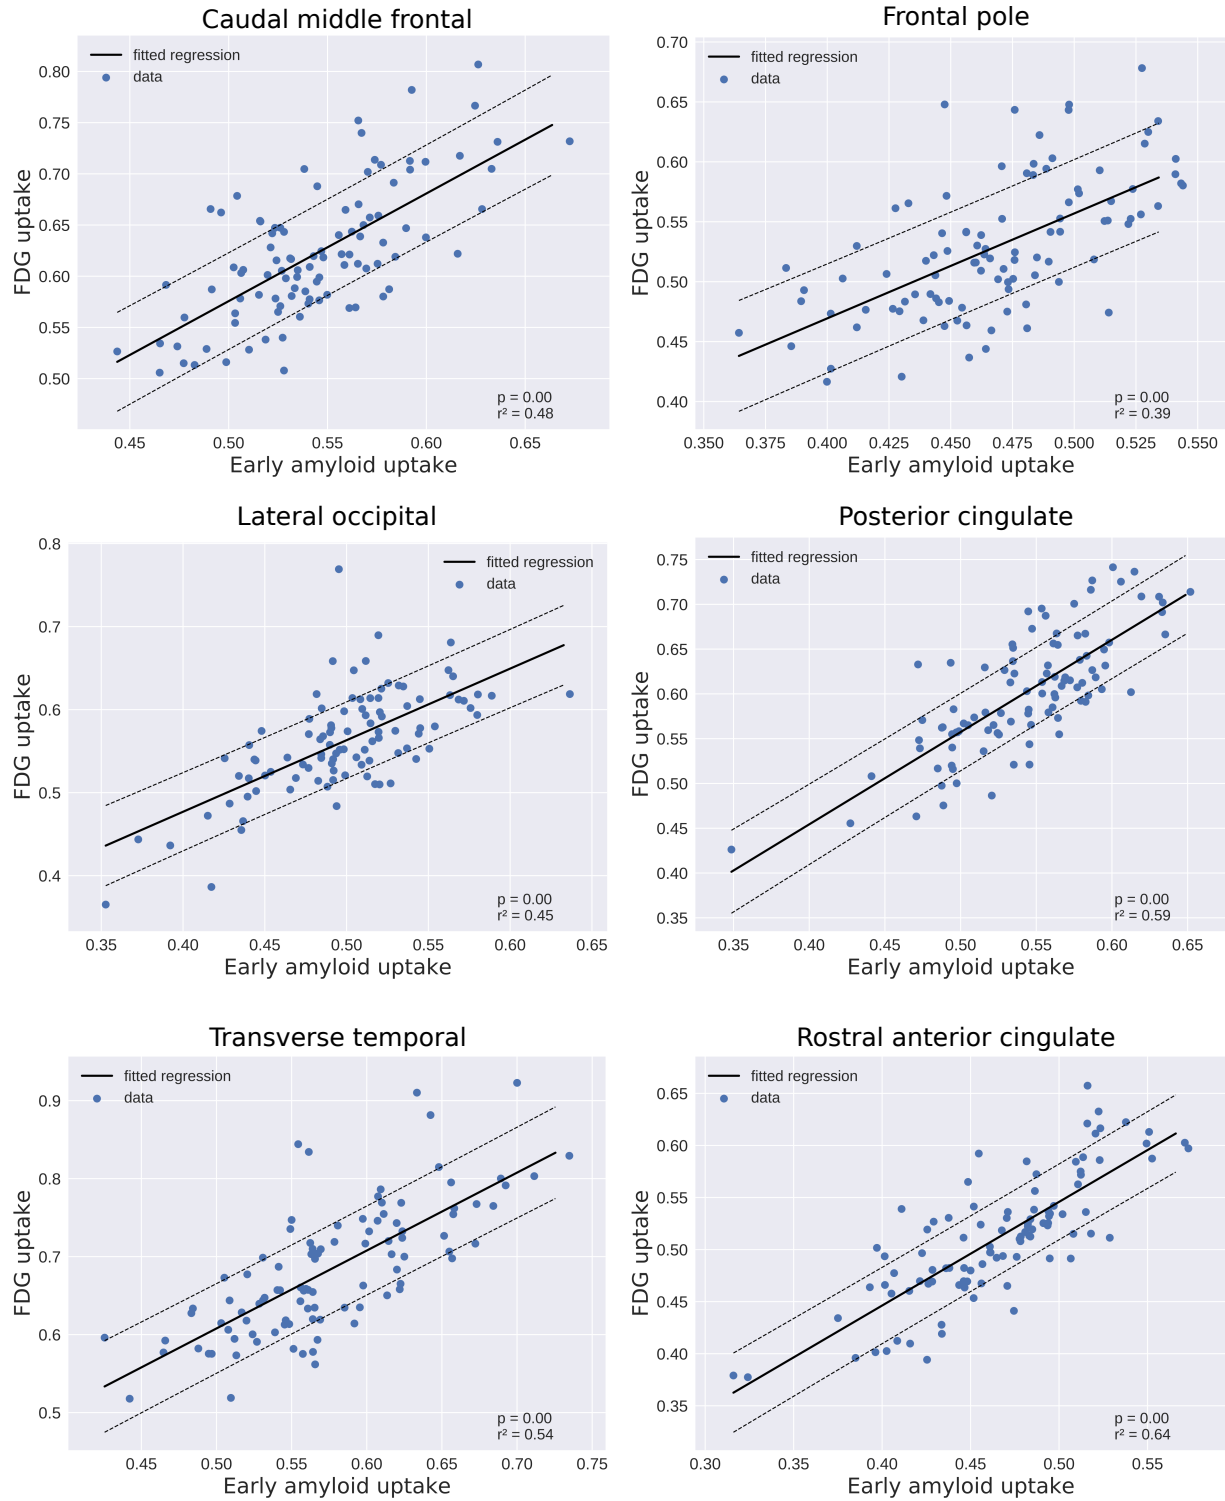 Caudal middle frontal
fitted regression
data
0.80
0.75
0.70
0.65
0.60
0.55
0.50
FDG uptake
p = 0.00
r² = 0.48
0.45 0.50 0.55 0.60 0.65
Early amyloid uptake
Frontal pole
0.70
fitted regression
data
0.65
0.60
0.55
0.50
0.45
0.40
FDG uptake
p = 0.00
r² = 0.39
0.350 0.375 0.400 0.425 0.450 0.475 0.500 0.525 0.550
Early amyloid uptake
Lateral occipital
0.8
fitted regression
data
0.7
0.6
0.5
0.4
FDG uptake
p = 0.00
r² = 0.45
0.35 0.40 0.45 0.50 0.55 0.60 0.65
Early amyloid uptake
Posterior cingulate
0.75
fitted regression
data
0.70
0.65
0.60
0.55
0.50
0.45
0.40
0.35
FDG uptake
p = 0.00
r² = 0.59
0.35 0.40 0.45 0.50 0.55 0.60 0.65
Early amyloid uptake
Transverse temporal
fitted regression
data
0.9
0.8
0.7
0.6
0.5
FDG uptake
p = 0.00
r² = 0.54
0.45 0.50 0.55 0.60 0.65 0.70 0.75
Early amyloid uptake
Rostral anterior cingulate
fitted regression
data
0.65
0.60
0.55
0.50
0.45
0.40
0.35
FDG uptake
p = 0.00
r² = 0.64
0.30 0.35 0.40 0.45 0.50 0.55
Early amyloid uptake